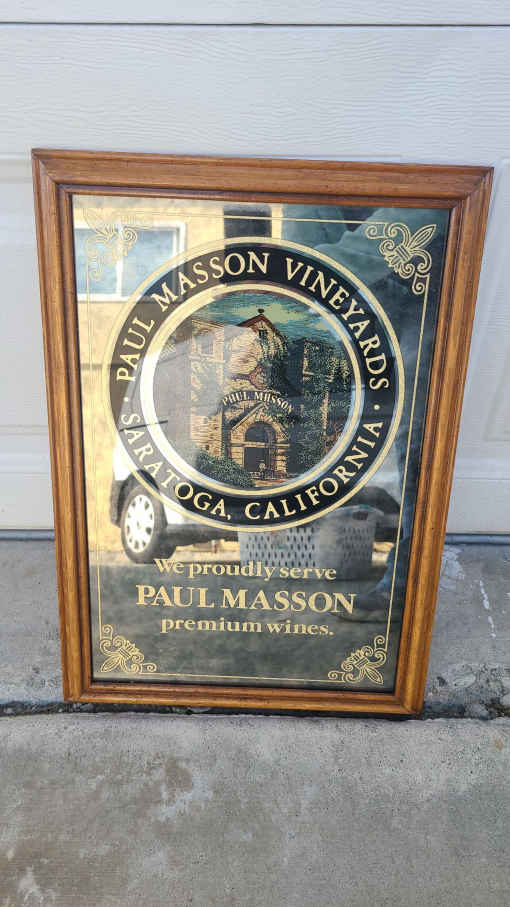 PAUL MASSON VINEYARDS
· SARATOGA, CALIFORNIA ·
PAUL MASSON
We proudly serve
PAUL MASSON
premium wines.